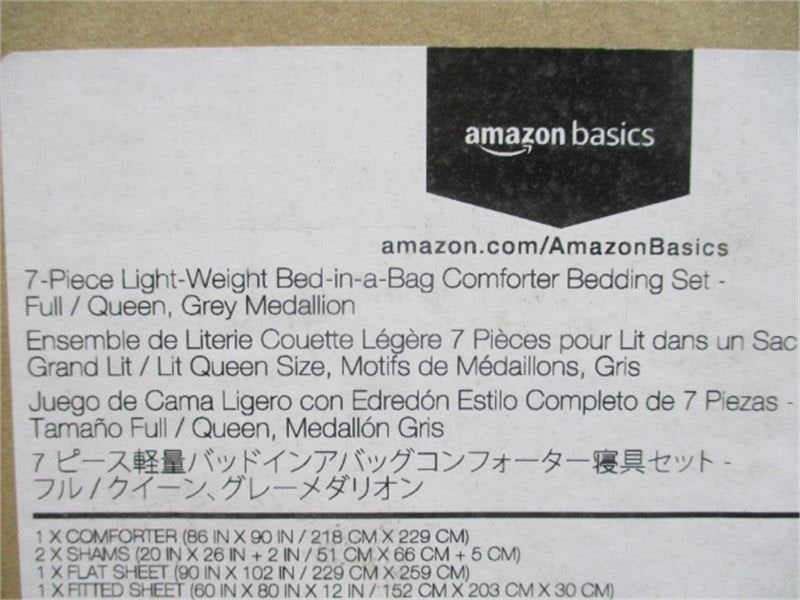 amazon basics
amazon.com/AmazonBasics
7-Piece Light-Weight Bed-in-a-Bag Comforter Bedding Set -
Full / Queen, Grey Medallion
Ensemble de Literie Couette Légère 7 Pièces pour Lit dans un Sac
Grand Lit / Lit Queen Size, Motifs de Médaillons, Gris
Juego de Cama Ligero con Edredón Estilo Completo de 7 Piezas -
Tamaño Full / Queen, Medallón Gris
7 ピース軽量バッドインアバッグコンフォーター寝具セット -
フル / クイーン、グレーメダリオン
1 X COMFORTER (86 IN X 90 IN / 218 CM X 229 CM)
2 X SHAMS (20 IN X 26 IN + 2 IN / 51 CM X 66 CM + 5 CM)
1 X FLAT SHEET (90 IN X 102 IN / 229 CM X 259 CM)
1 X FITTED SHEET (60 IN X 80 IN X 12 IN / 152 CM X 203 CM X 30 CM)